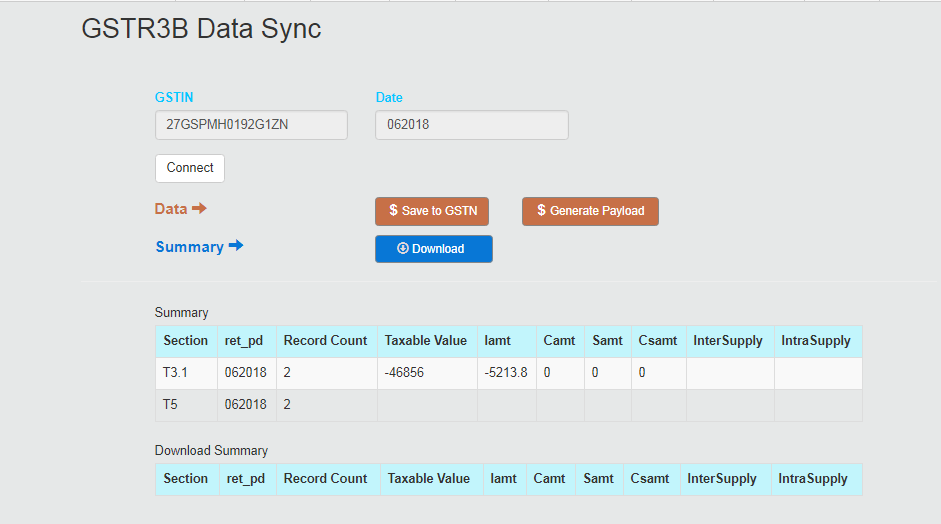 GSTR3B Data Sync
GSTIN Date
27GSPMH0192G1ZN 062018
Connect
Data Save to GSTN Generate Payload
Summary Download
Summary
Section ret_pd Record Count Taxable Value Iamt Camt Samt Csamt InterSupply IntraSupply
T3.1 062018 2 -46856 -5213.8 0 0 0
T5 062018 2
Download Summary
Section ret_pd Record Count Taxable Value Iamt Camt Samt Csamt InterSupply IntraSupply